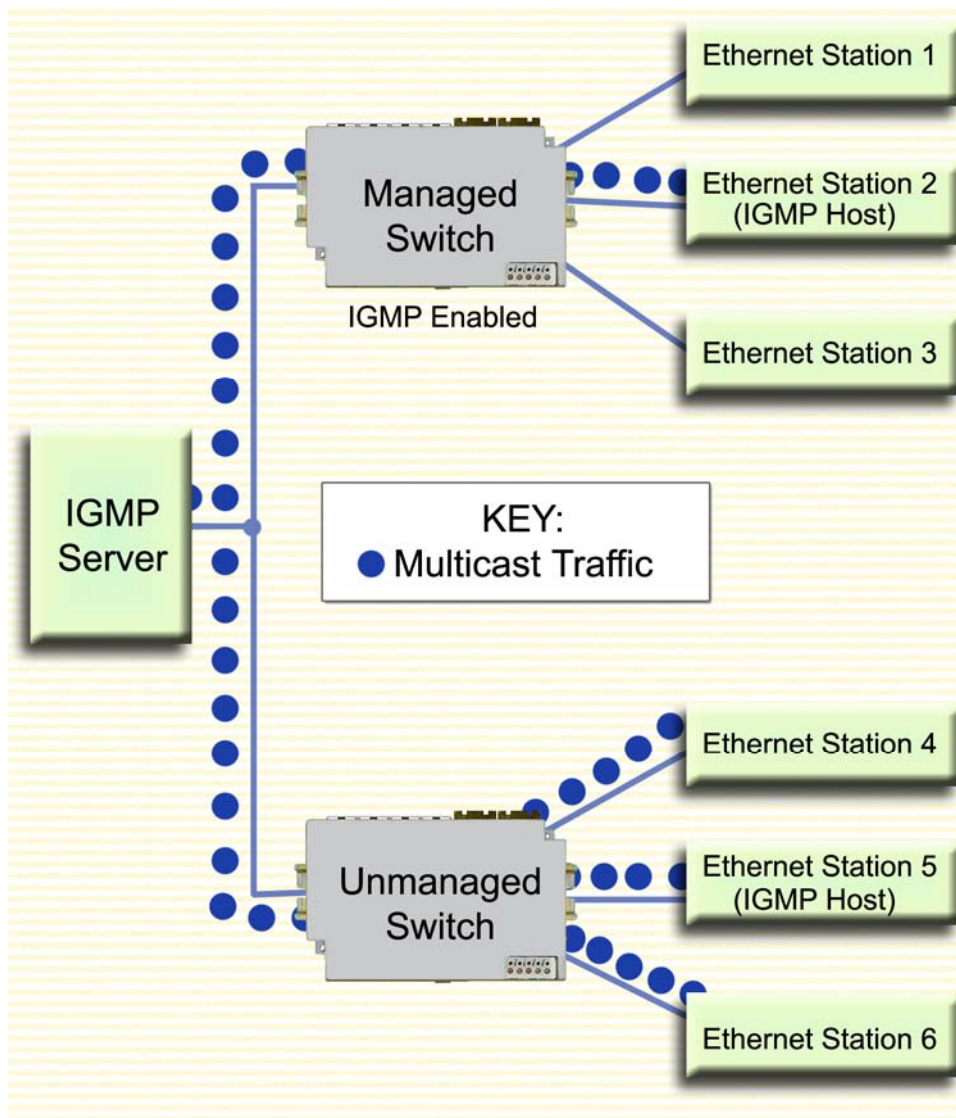 Ethernet Station 1
Managed
Switch
Ethernet Station 2
(IGMP Host)
IGMP Enabled
Ethernet Station 3
IGMP
Server
KEY:
Multicast Traffic
Ethernet Station 4
Unmanaged
Switch
Ethernet Station 5
(IGMP Host)
Ethernet Station 6